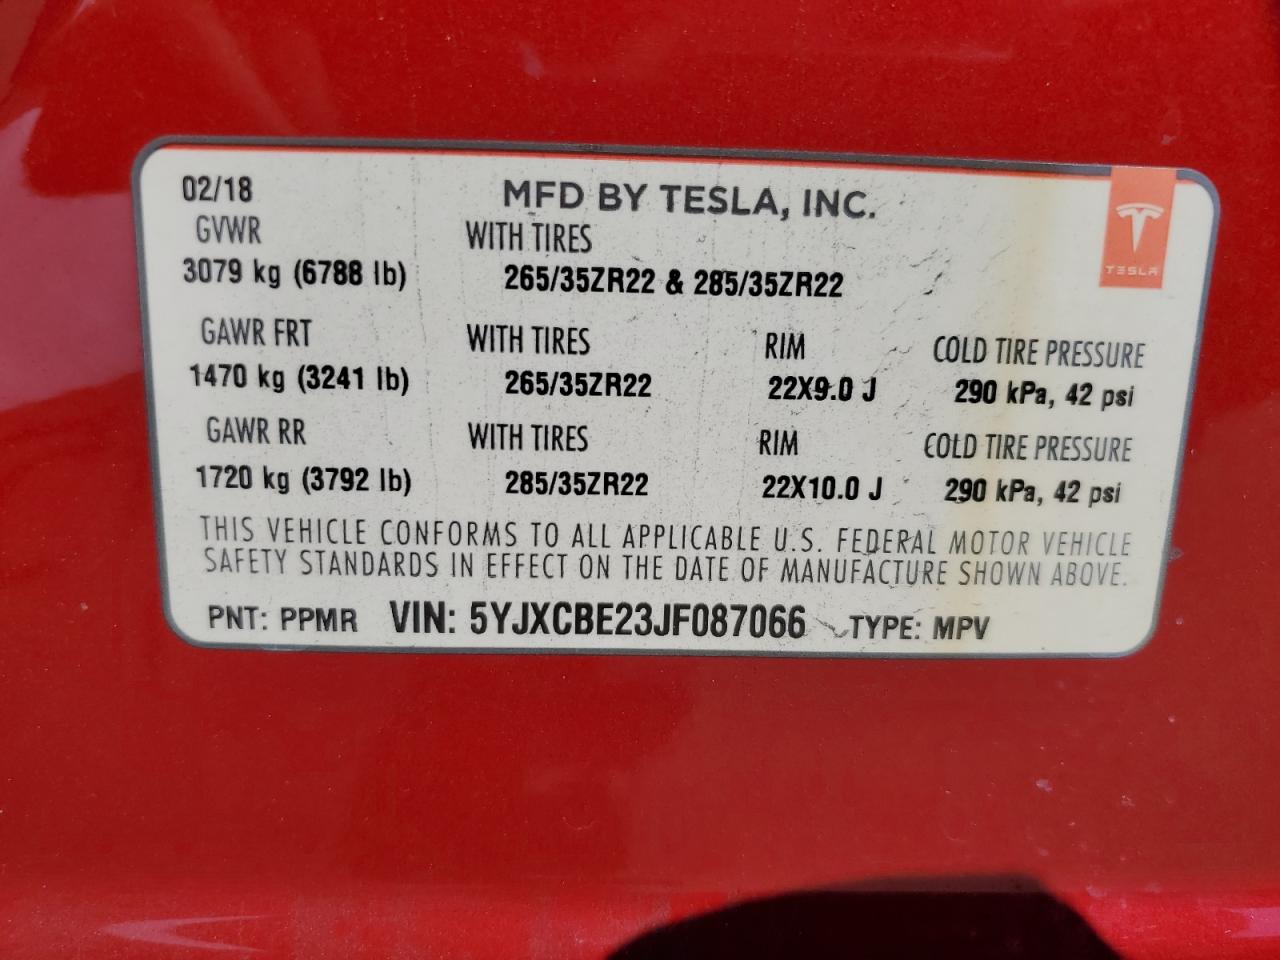 02/18 MFD BY TESLA, INC.
TESLA
GVWR WITH TIRES
3079 kg (6788 lb) 265/35ZR22 & 285/35ZR22
GAWR FRT WITH TIRES RIM COLD TIRE PRESSURE
1470 kg (3241 lb) 265/35ZR22 22X9.0 J 290 kPa, 42 psi
GAWR RR WITH TIRES RIM COLD TIRE PRESSURE
1720 kg (3792 lb) 285/35ZR22 22X10.0 J 290 kPa, 42 psi
THIS VEHICLE CONFORMS TO ALL APPLICABLE U.S. FEDERAL MOTOR VEHICLE
SAFETY STANDARDS IN EFFECT ON THE DATE OF MANUFACTURE SHOWN ABOVE.
PNT: PPMR VIN: 5YJXCBE23JF087066 TYPE: MPV